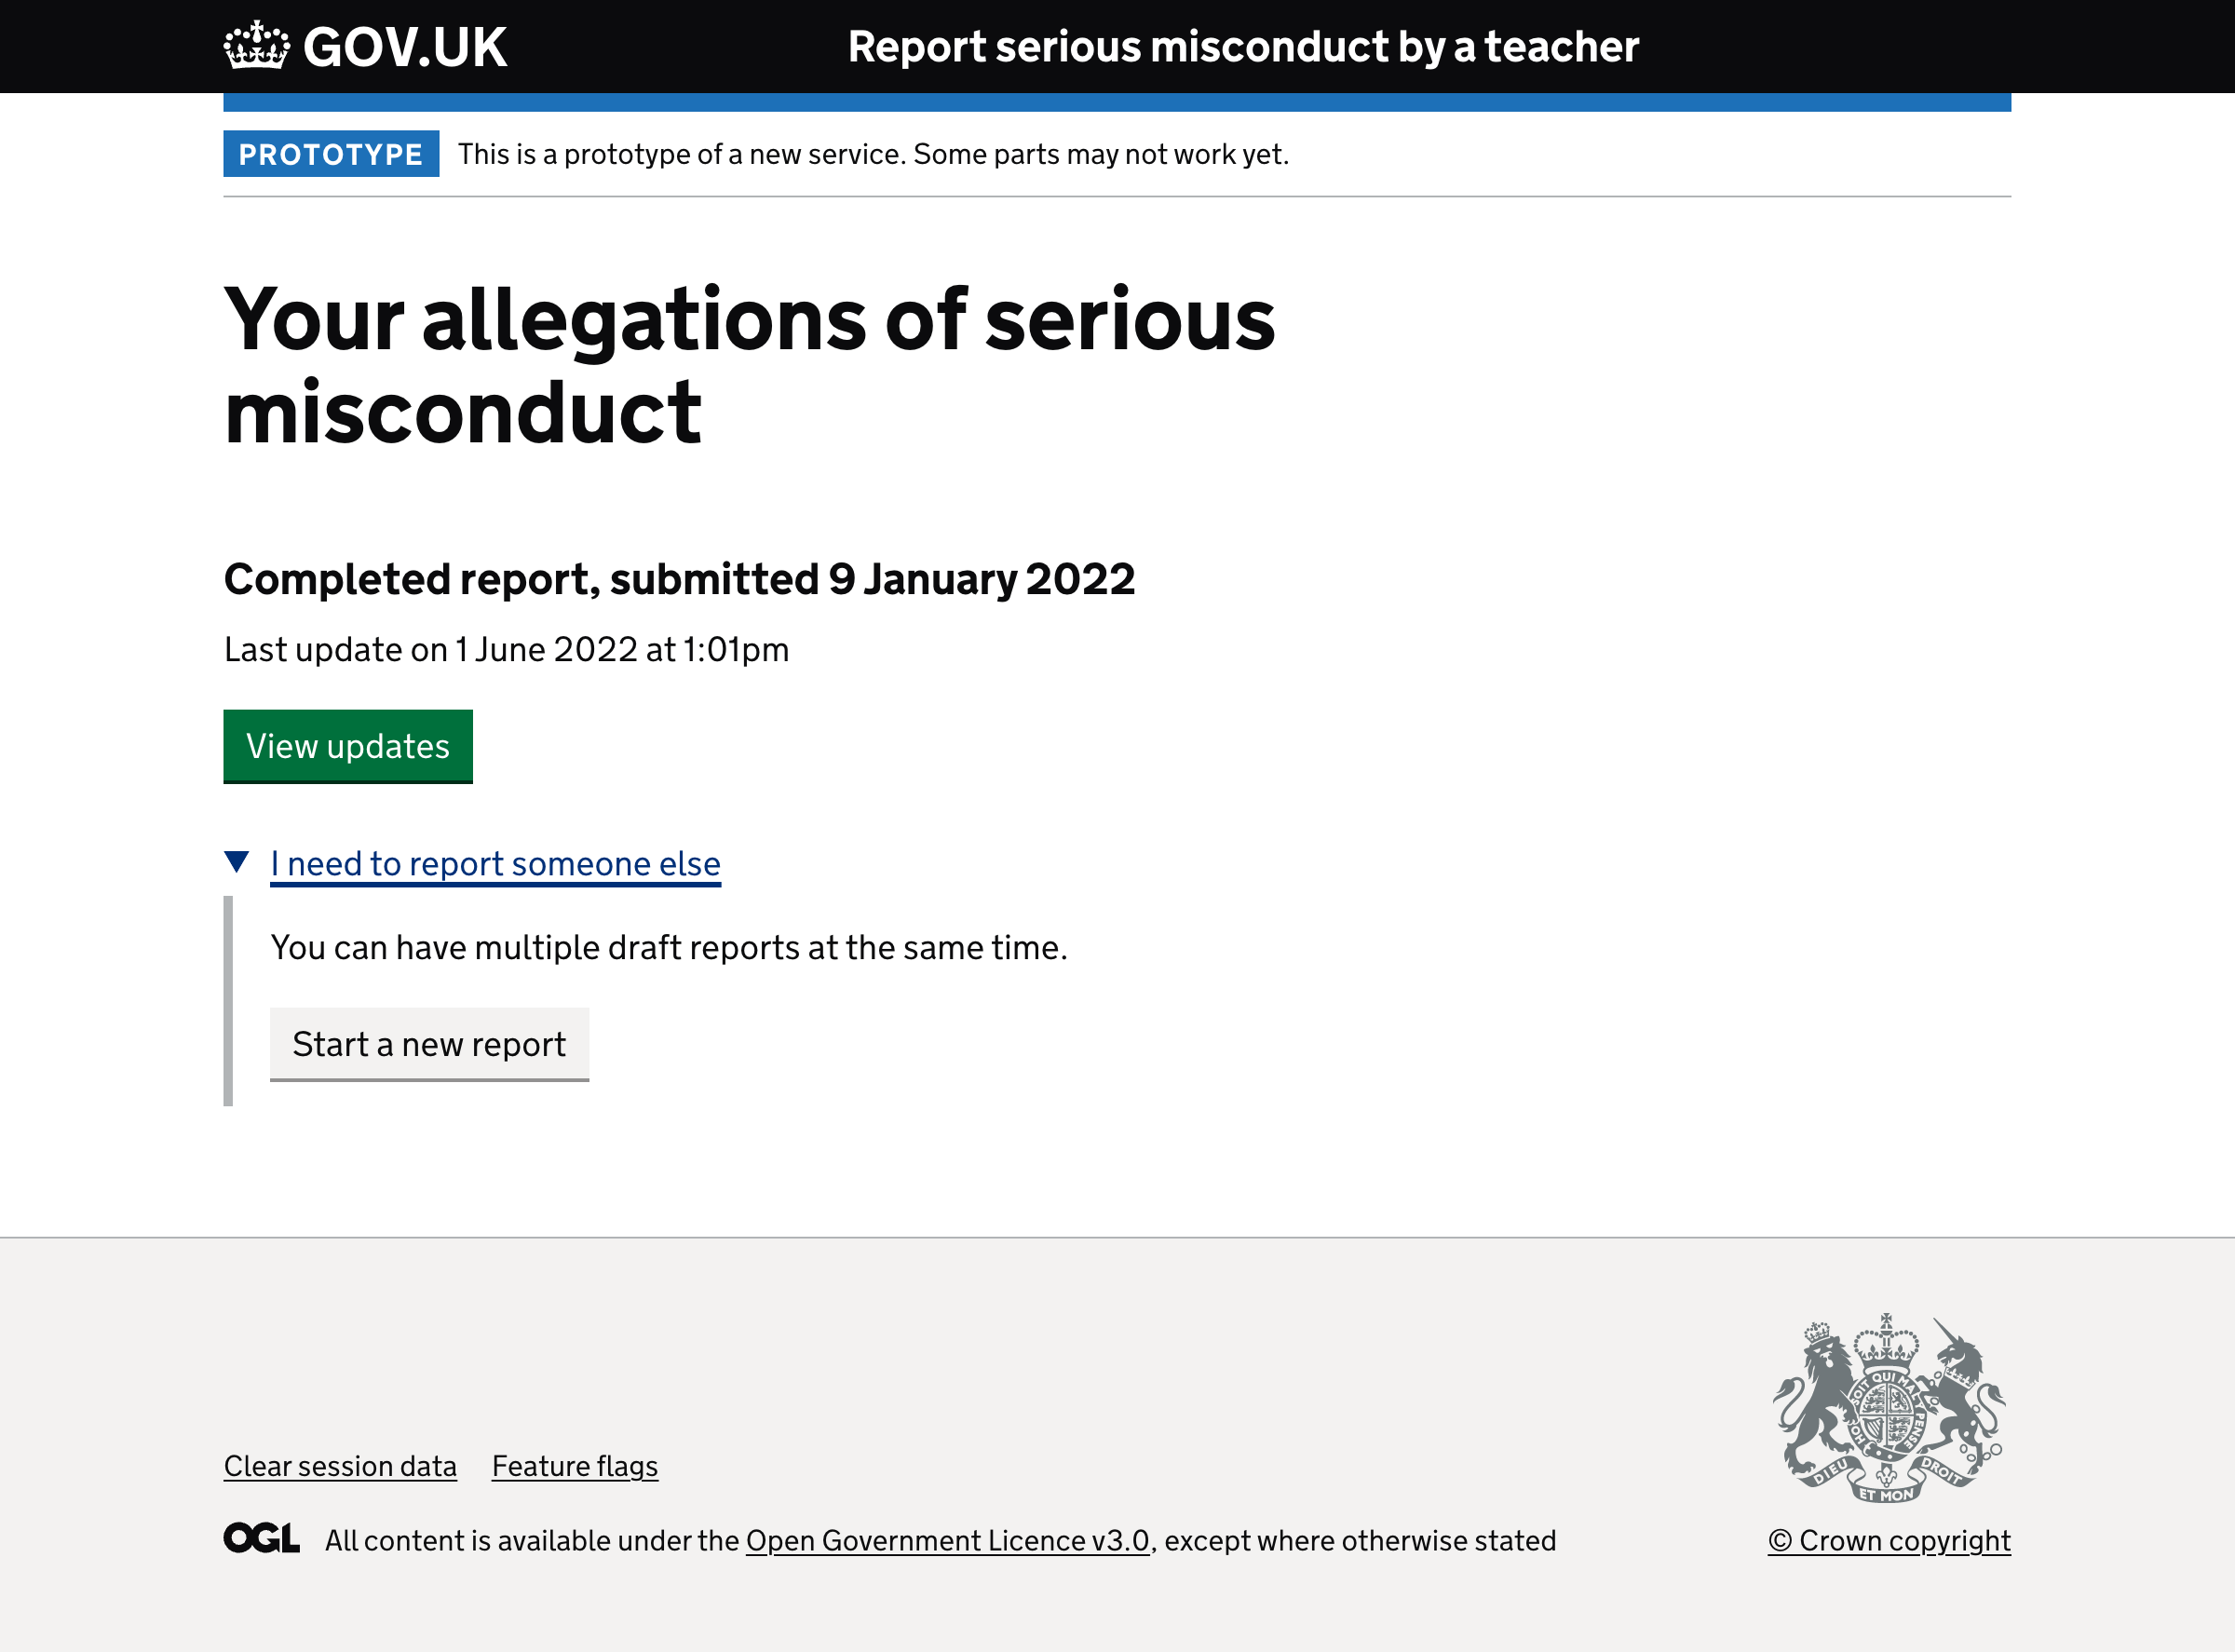 GOV.UK
Report serious misconduct by a teacher
PROTOTYPE
This is a prototype of a new service. Some parts may not work yet.
Your allegations of serious
misconduct
Completed report, submitted 9 January 2022
Last update on 1 June 2022 at 1:01pm
View updates
I need to report someone else
You can have multiple draft reports at the same time.
Start a new report
Clear session data
Feature flags
OGL
All content is available under the Open Government Licence v3.0, except where otherwise stated
SOIT QUI MAL
PENSE
HO
DIEU
ET MON
DROIT
© Crown copyright